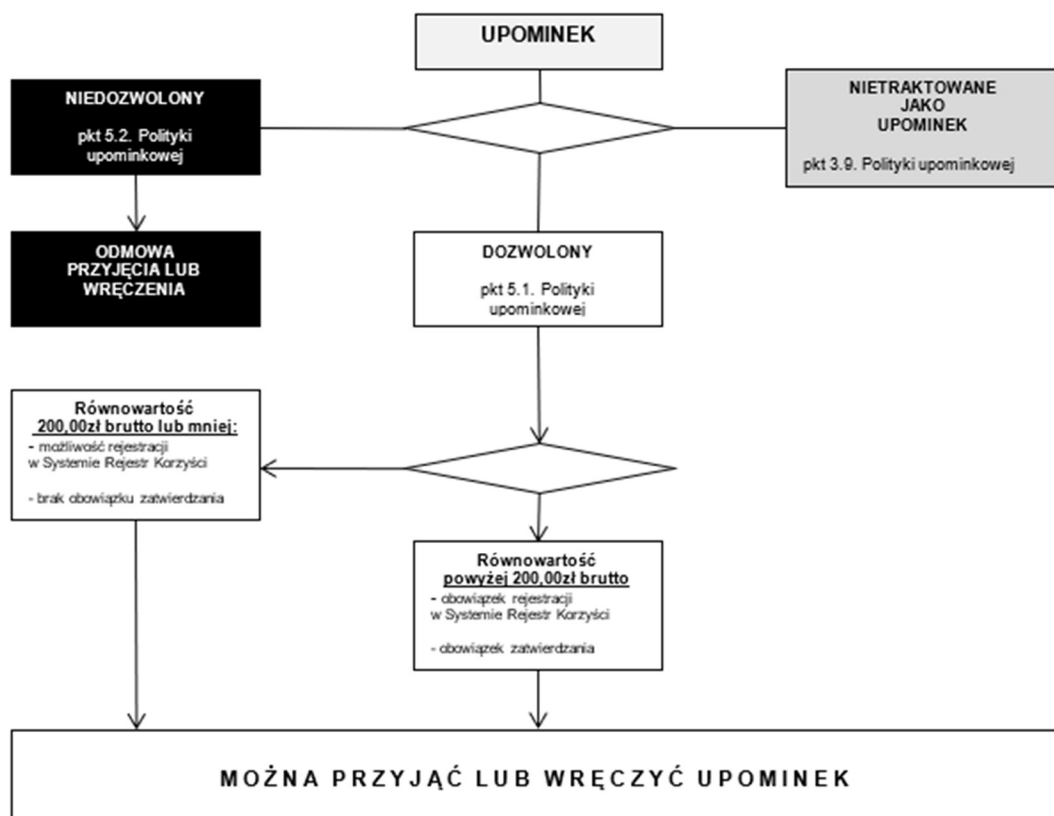 UPOMINEK
NIEDOZWOLONY
pkt 5.2. Polityki
upominkowej
NIETRAKTOWANE
JAKO
UPOMINEK
pkt 3.9. Polityki upominkowej
ODMOWA
PRZYJĘCIA LUB
WRĘCZENIA
DOZWOLONY
pkt 5.1. Polityki
upominkowej
Równowartość
200,00zł brutto lub mniej:
- możliwość rejestracji
w Systemie Rejestr Korzyści
- brak obowiązku zatwierdzania
Równowartość
powyżej 200,00zł brutto
- obowiązek rejestracji
w Systemie Rejestr Korzyści
- obowiązek zatwierdzania
MOŻNA PRZYJĄĆ LUB WRĘCZYĆ UPOMINEK